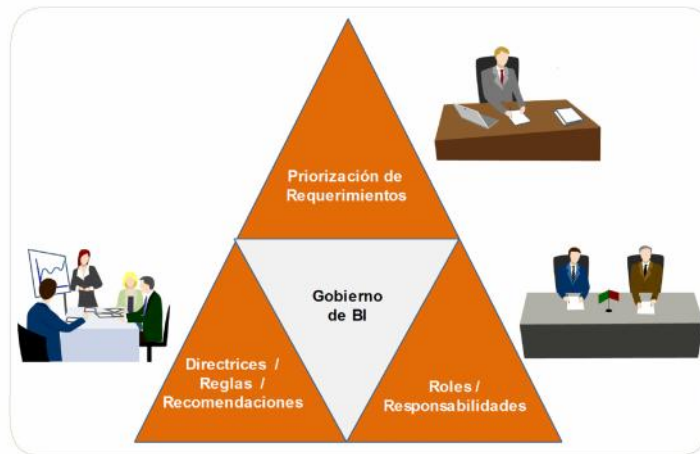 Priorización de
Requerimientos
Gobierno
de BI
Directrices /
Reglas /
Recomendaciones
Roles /
Responsabilidades